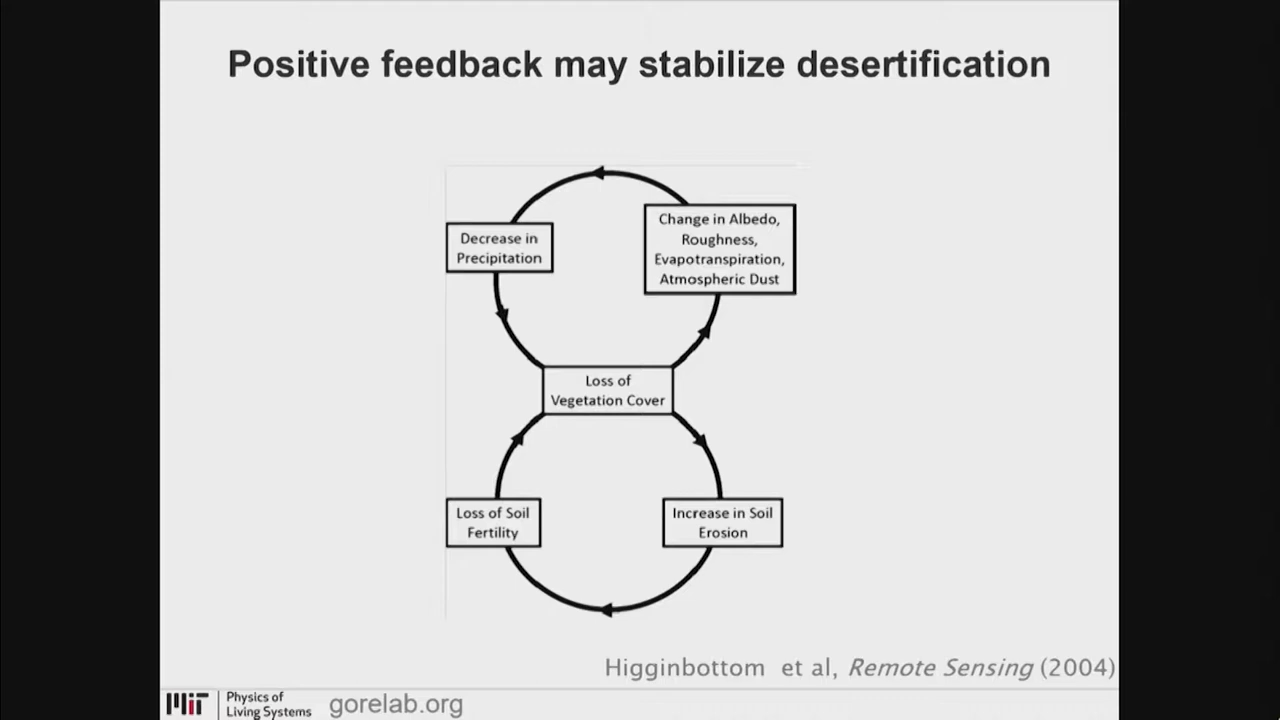 Positive feedback may stabilize desertification
Change in Albedo,
Roughness,
Evapotranspiration,
Atmospheric Dust
Decrease in
Precipitation
Loss of
Vegetation Cover
Loss of Soil
Fertility
Increase in Soil
Erosion
Higginbottom et al, Remote Sensing (2004)
MIT
Physics of
Living Systems
gorelab.org